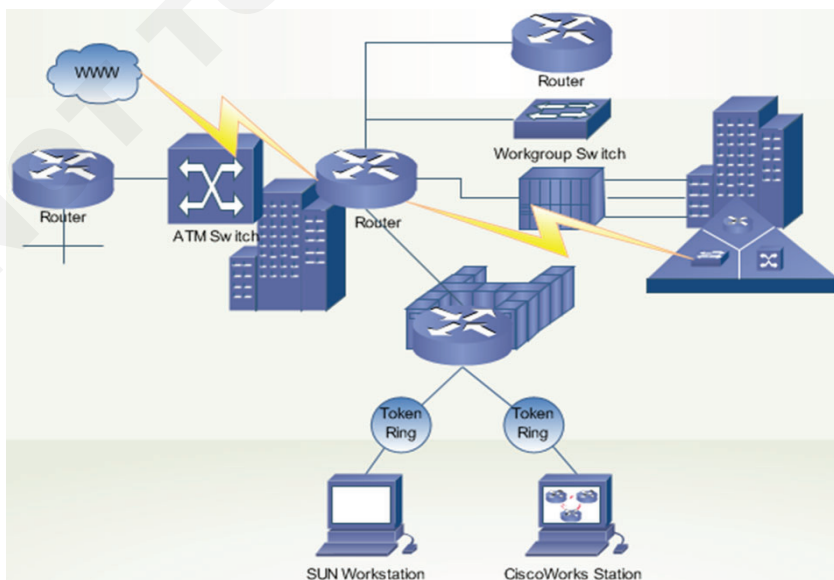 WWW
Router
Workgroup Switch
Router
ATM Switch
Router
Token
Ring
Token
Ring
SUN Workstation
CiscoWorks Station